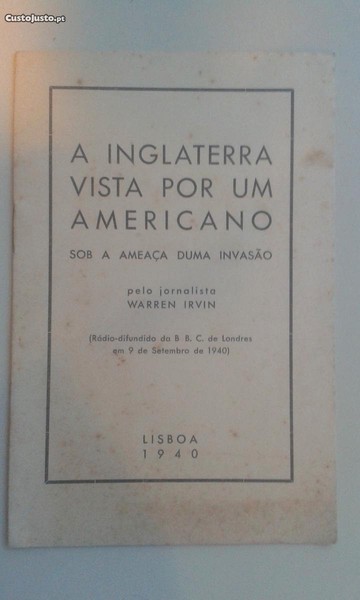 CustoJusto.pt
A INGLATERRA
VISTA POR UM
AMERICANO
SOB A AMEAÇA DUMA INVASÃO
pelo jornalista
WARREN IRVIN
(Rádio-difundido da B B. C. de Londres
em 9 de Setembro de 1940)
LISBOA
1940